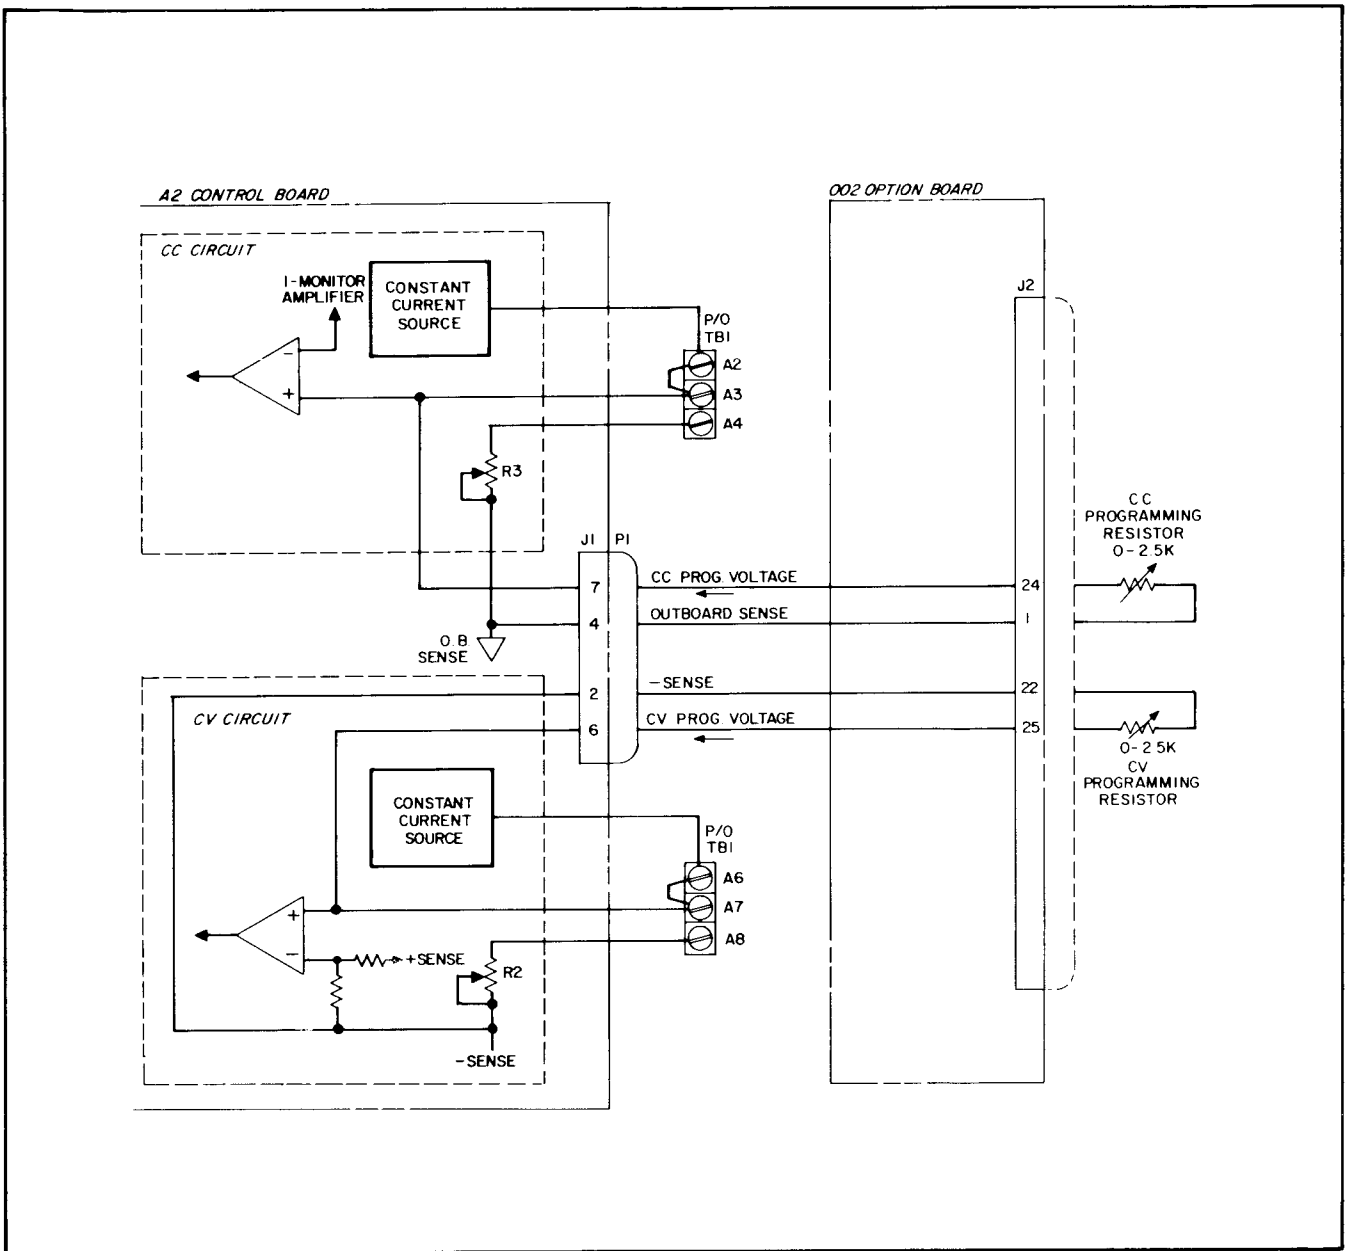 A2 CONTROL BOARD
002 OPTION BOARD
CC CIRCUIT
I-MONITOR
AMPLIFIER
CONSTANT
CURRENT
SOURCE
J2
P/O
TB1
A2
A3
A4
−
+
R3
CC
PROGRAMMING
RESISTOR
0-2.5K
J1 P1
7
CC PROG. VOLTAGE
24
4
OUTBOARD SENSE
1
O.B.
SENSE
2
−SENSE
22
CV CIRCUIT
6
CV PROG. VOLTAGE
25
0-2.5K
CV
PROGRAMMING
RESISTOR
CONSTANT
CURRENT
SOURCE
P/O
TB1
A6
A7
A8
+
−
+SENSE
R2
−SENSE